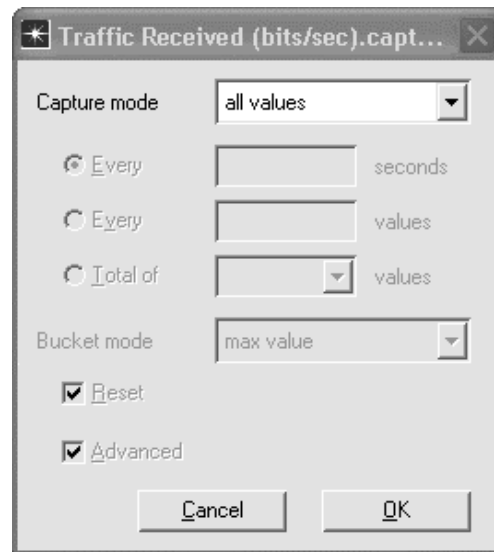 Traffic Received (bits/sec).capt...
Capture mode all values
Every seconds
Every values
Total of values
Bucket mode max value
Reset
Advanced
Cancel OK